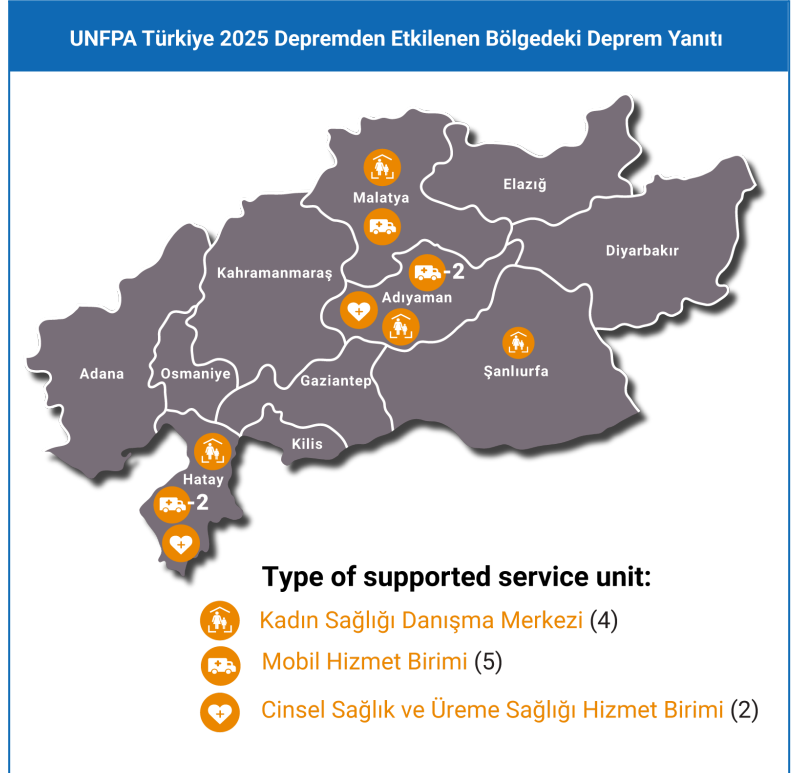 UNFPA Türkiye 2025 Depremden Etkilenen Bölgedeki Deprem Yanıtı
Elazığ
Malatya
Diyarbakır
Kahramanmaraş
-2
Adıyaman
Adana
Osmaniye
Gaziantep
Şanlıurfa
Kilis
Hatay
-2
Type of supported service unit:
Kadın Sağlığı Danışma Merkezi (4)
Mobil Hizmet Birimi (5)
Cinsel Sağlık ve Üreme Sağlığı Hizmet Birimi (2)